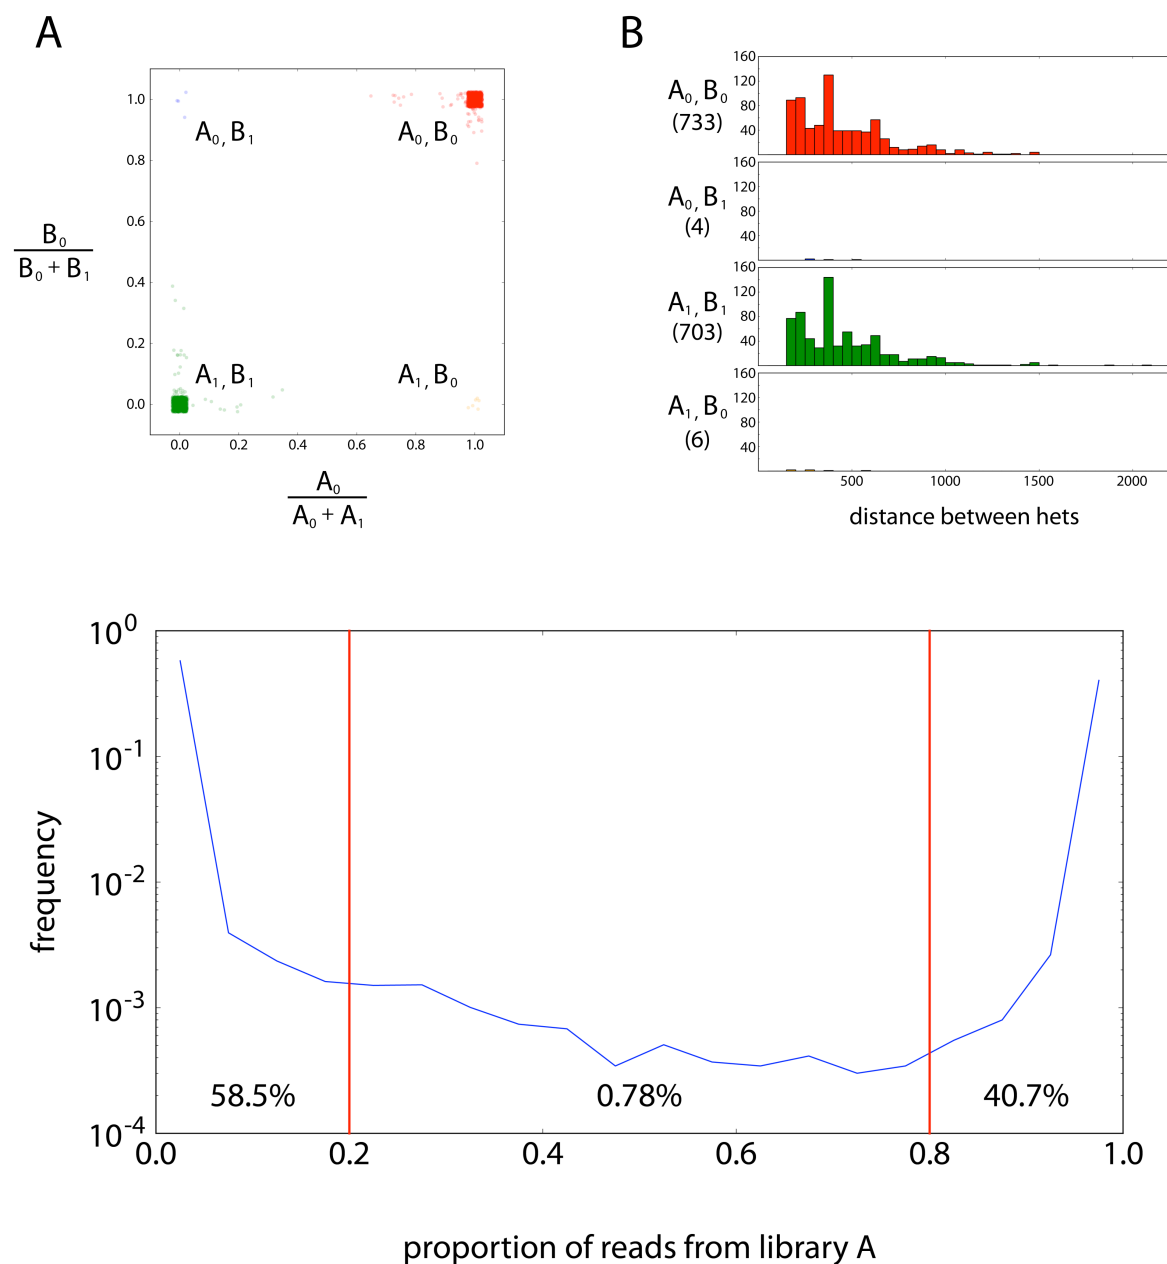 A
B
1.0
0.8
0.6
0.4
0.2
0.0
0.0
0.2
0.4
0.6
0.8
1.0
A₀, B₁
A₀, B₀
A₁, B₁
A₁, B₀
B₀
B₀ + B₁
A₀
A₀ + A₁
A₀, B₀
(733)
160
120
80
40
A₀, B₁
(4)
160
120
80
40
A₁, B₁
(703)
160
120
80
40
A₁, B₀
(6)
160
120
80
40
500
1000
1500
2000
distance between hets
10⁰
10⁻¹
10⁻²
10⁻³
10⁻⁴
frequency
58.5%
0.78%
40.7%
0.0
0.2
0.4
0.6
0.8
1.0
proportion of reads from library A